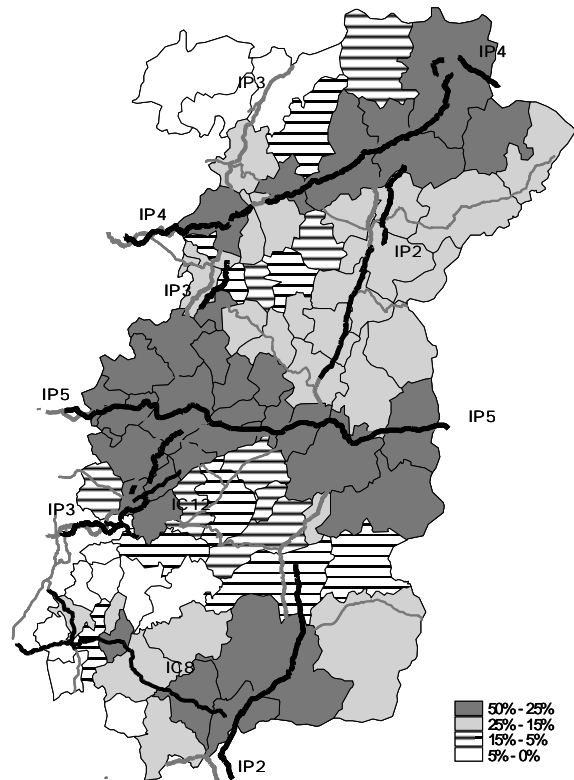 IP4
IP3
IP4
IP2
IP3
IP5
IP5
IC12
IP3
IC8
IP2
50% - 25%
25% - 15%
15% - 5%
5% - 0%